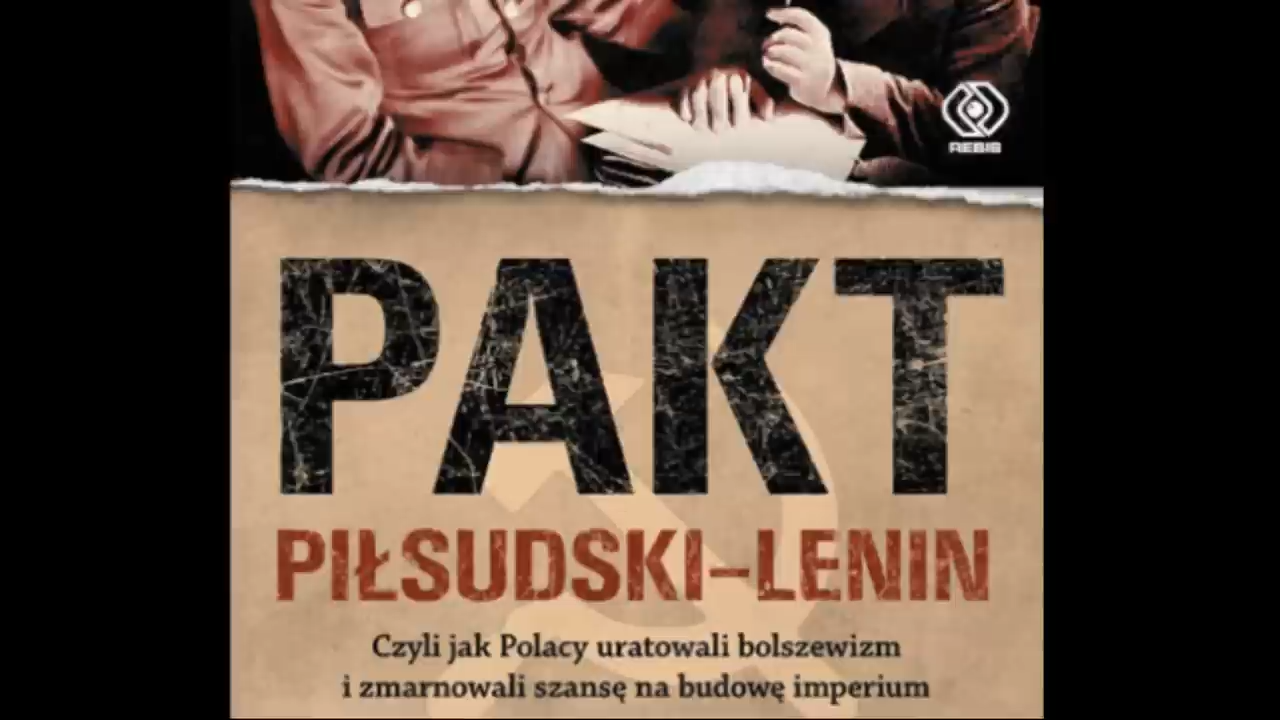 REBIS
PAKT
PIŁSUDSKI–LENIN
Czyli jak Polacy uratowali bolszewizm
i zmarnowali szansę na budowę imperium